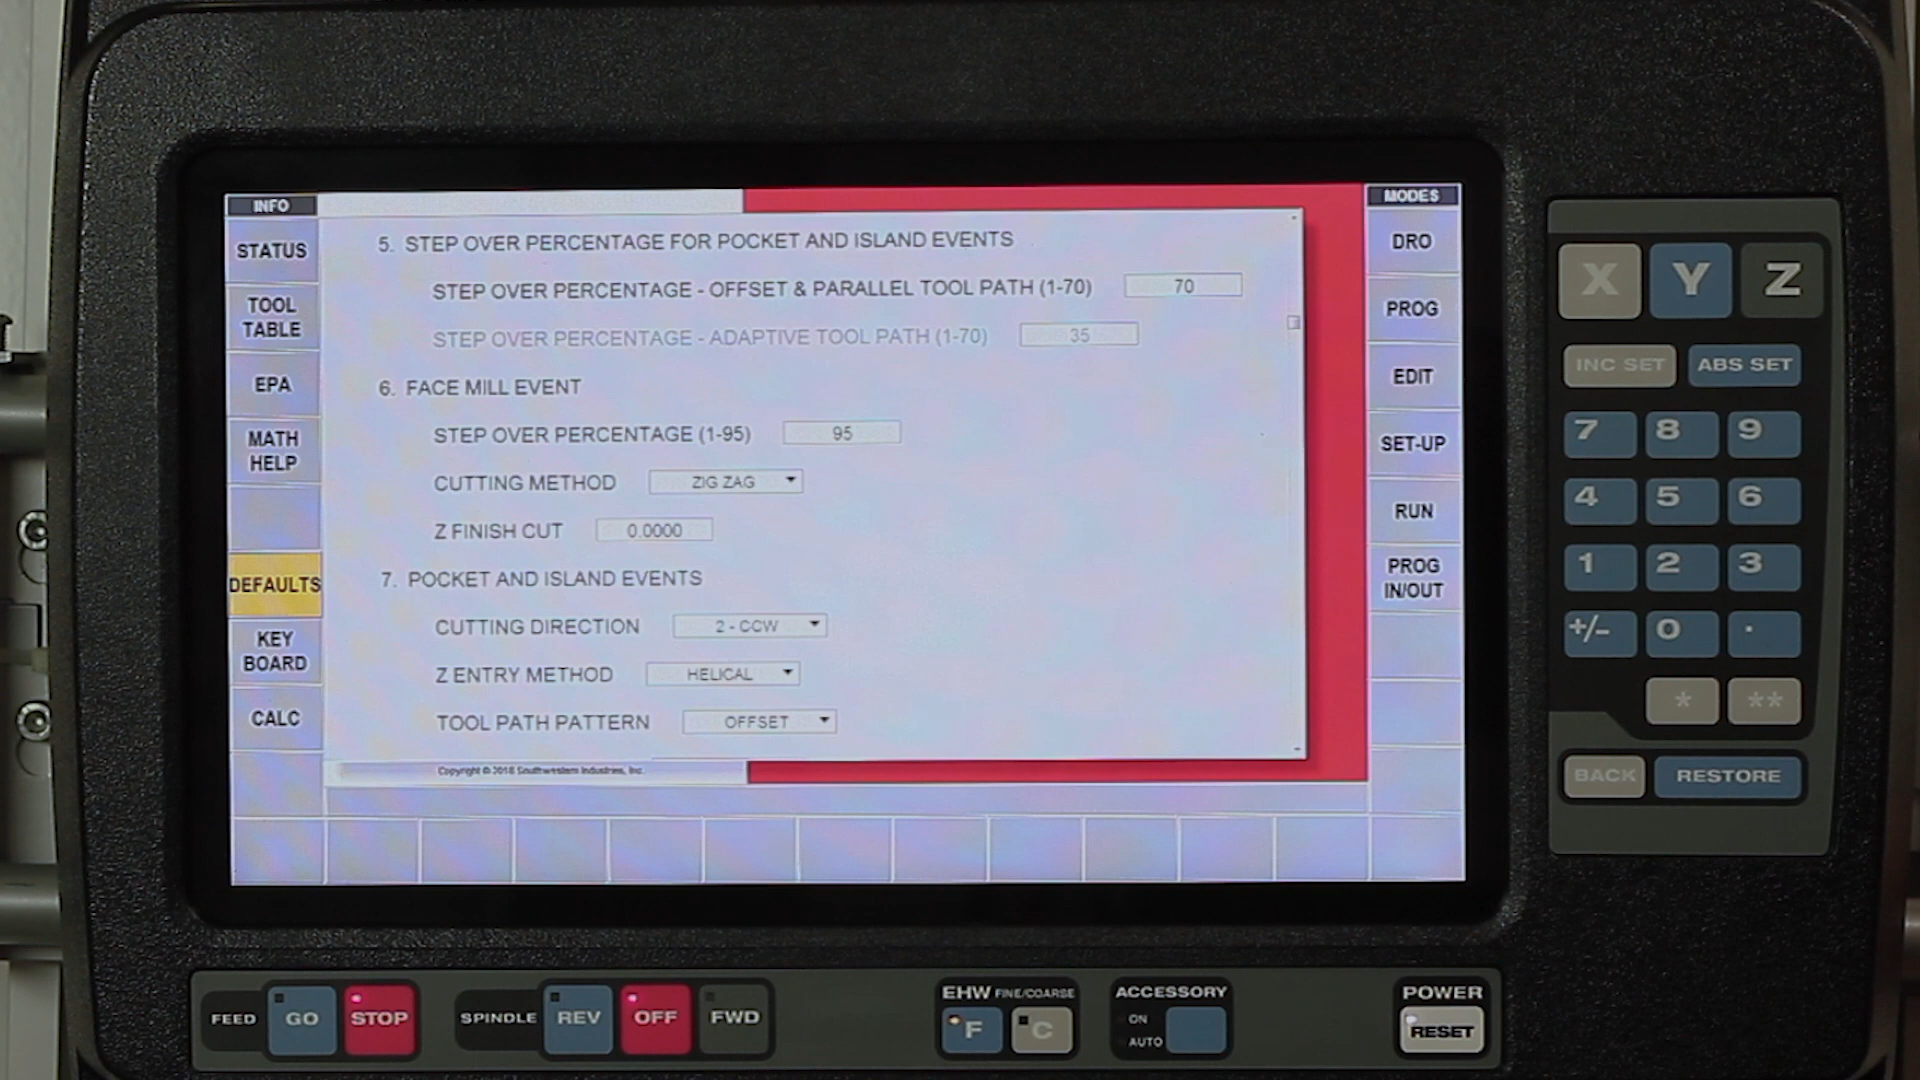 INFO
MODES
STATUS
TOOL
TABLE
EPA
MATH
HELP
DEFAULTS
KEY
BOARD
CALC
5. STEP OVER PERCENTAGE FOR POCKET AND ISLAND EVENTS
STEP OVER PERCENTAGE - OFFSET & PARALLEL TOOL PATH (1-70) 70
STEP OVER PERCENTAGE - ADAPTIVE TOOL PATH (1-70) 35
6. FACE MILL EVENT
STEP OVER PERCENTAGE (1-95) 95
CUTTING METHOD ZIG ZAG
Z FINISH CUT 0.0000
7. POCKET AND ISLAND EVENTS
CUTTING DIRECTION 2 - CCW
Z ENTRY METHOD HELICAL
TOOL PATH PATTERN OFFSET
Copyright © 2018 Southwestern Industries, Inc.
DRO
PROG
EDIT
SET-UP
RUN
PROG
IN/OUT
X Y Z
INC SET ABS SET
7 8 9
4 5 6
1 2 3
+/- 0 .
* **
BACK RESTORE
FEED GO STOP
SPINDLE REV OFF FWD
EHW FINE/COARSE
F C
ACCESSORY
ON
AUTO
POWER
RESET